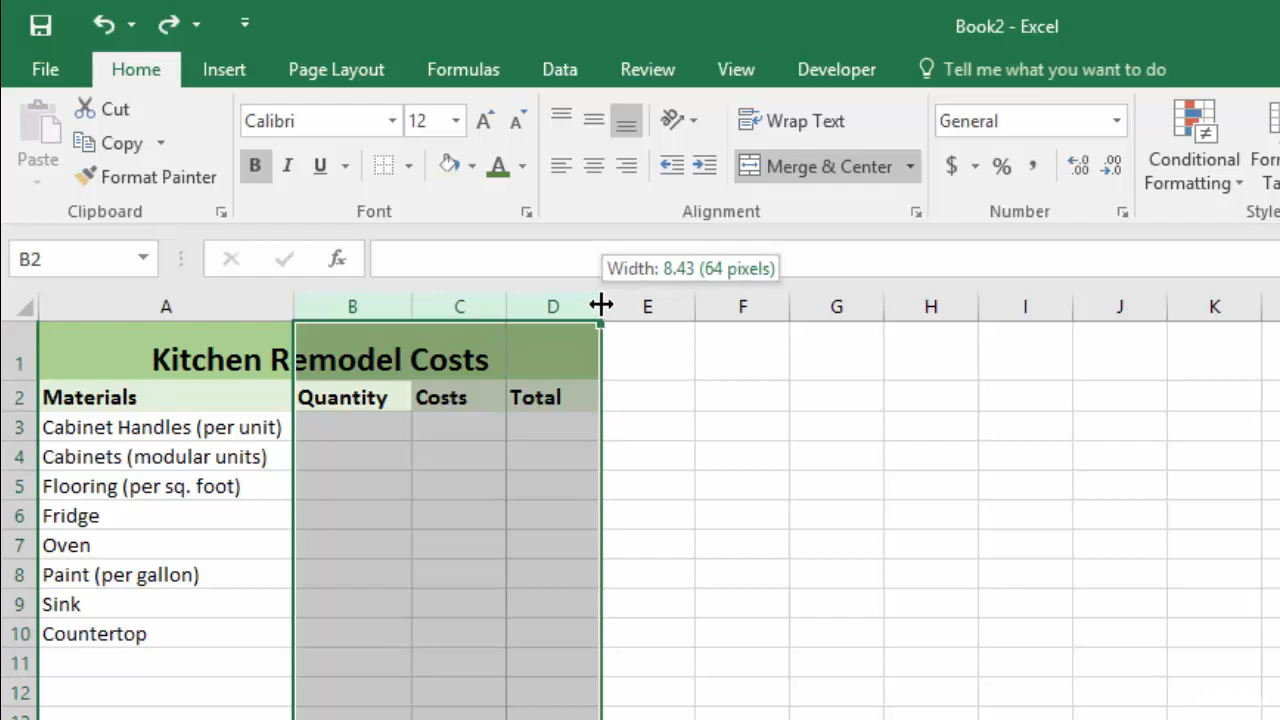 Book2 - Excel
File Home Insert Page Layout Formulas Data Review View Developer Tell me what you want to do
Paste
Cut
Copy
Format Painter
Clipboard
Calibri 12
B I U A
Font
Wrap Text
Merge & Center
Alignment
General
$ % ,
Number
Conditional
Formatting
B2
fx
Width: 8.43 (64 pixels)
A B C D E F G H I J K
1 Kitchen Remodel Costs
2 Materials Quantity Costs Total
3 Cabinet Handles (per unit)
4 Cabinets (modular units)
5 Flooring (per sq. foot)
6 Fridge
7 Oven
8 Paint (per gallon)
9 Sink
10 Countertop
11
12